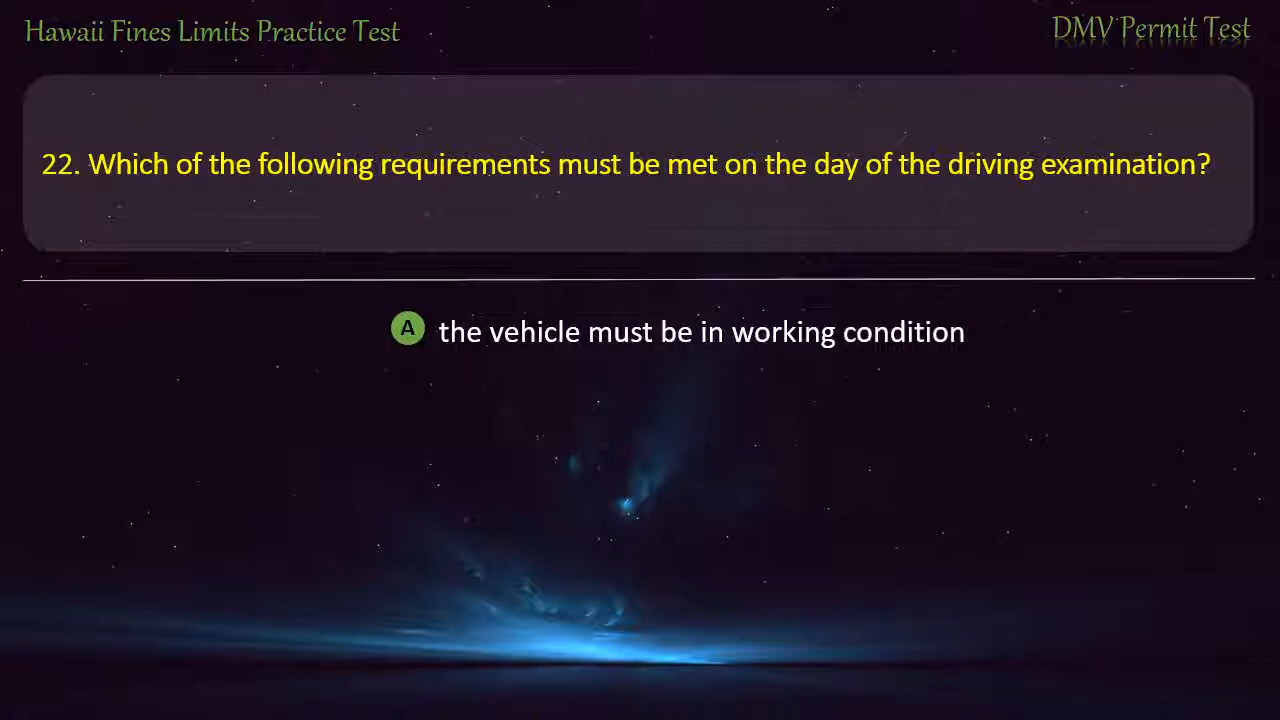 Hawaii Fines Limits Practice Test
DMV Permit Test
22. Which of the following requirements must be met on the day of the driving examination?
A the vehicle must be in working condition